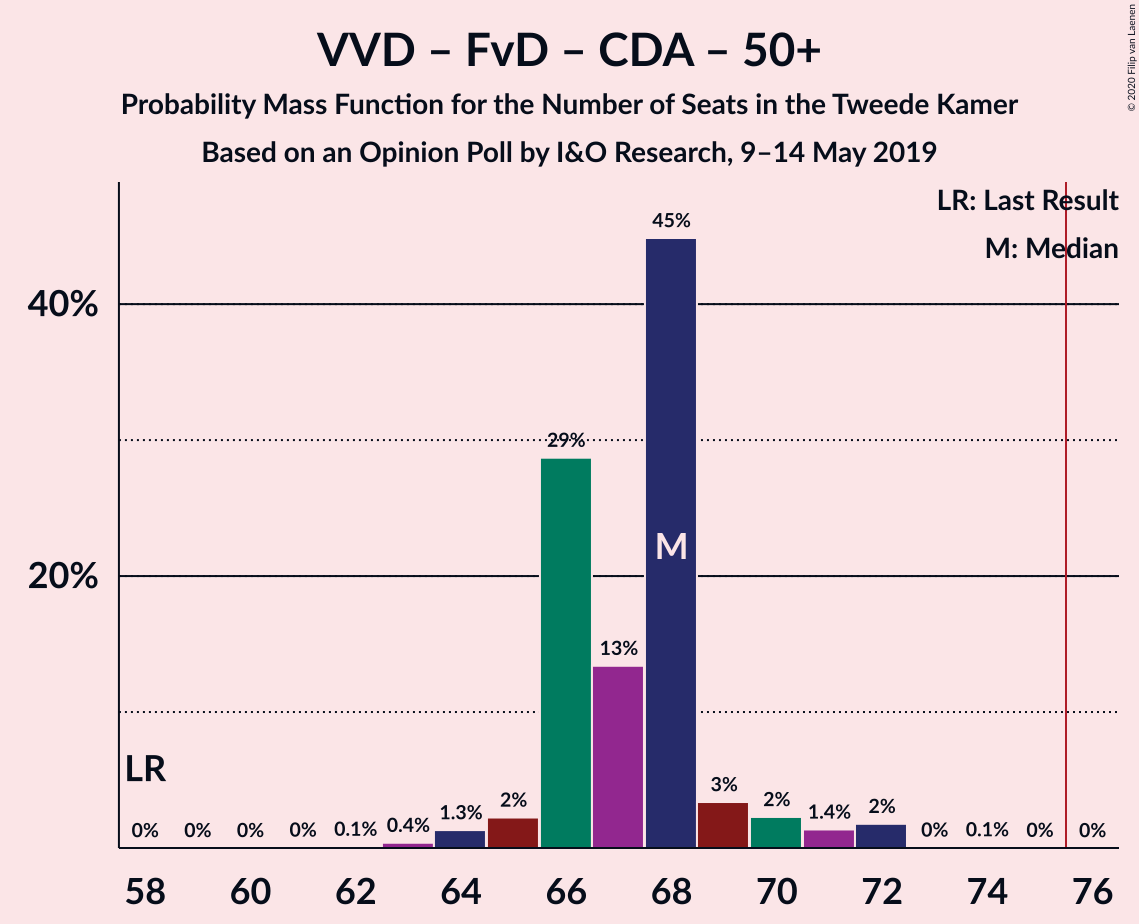 VVD – FvD – CDA – 50+
Probability Mass Function for the Number of Seats in the Tweede Kamer
Based on an Opinion Poll by I&O Research, 9–14 May 2019
© 2020 Filip van Laenen
LR: Last Result
M: Median
45%
40%
29%
M
20%
13%
LR
0% 0% 0% 0% 0.1% 0.4% 1.3% 2% 3% 2% 1.4% 2% 0% 0.1% 0% 0%
58 60 62 64 66 68 70 72 74 76